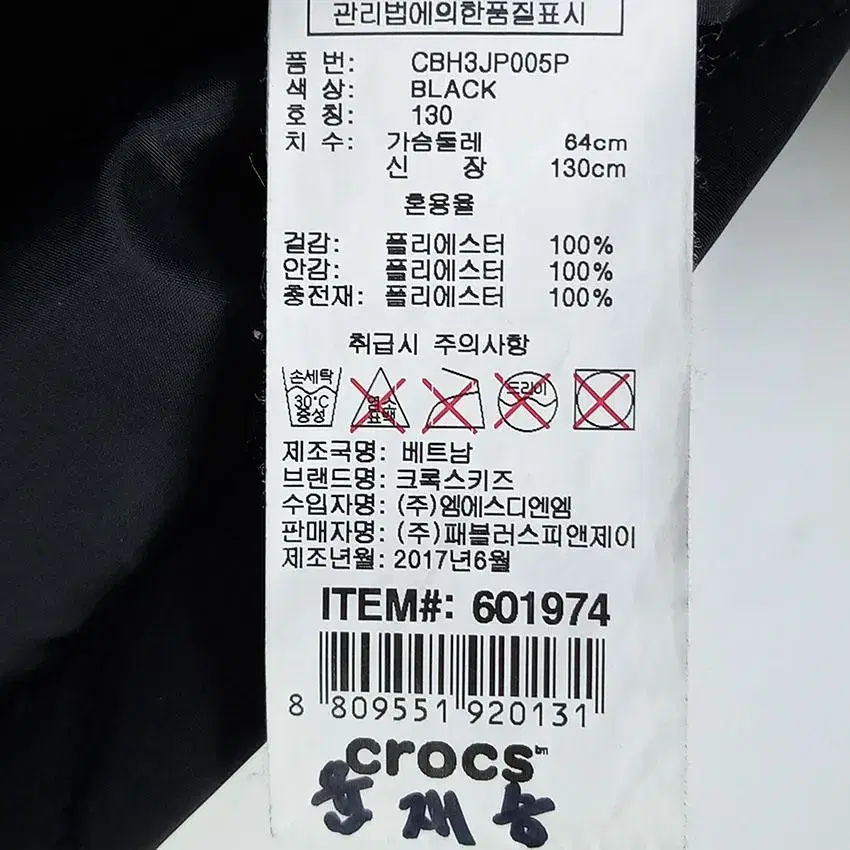 관리법에의한품질표시
품 번: CBH3JP005P
색 상: BLACK
호 칭: 130
치 수: 가슴둘레 64cm
신 장 130cm
혼용율
겉감: 폴리에스터 100%
안감: 폴리에스터 100%
충전재: 폴리에스터 100%
취급시 주의사항
손세탁 30°C 중성
염소 표백
드라이
제조국명: 베트남
브랜드명: 크록스키즈
수입자명: (주)엠에스디엔엠
판매자명: (주)패블러스피앤제이
제조년월: 2017년6월
ITEM#: 601974
8 809551 920131
crocs™